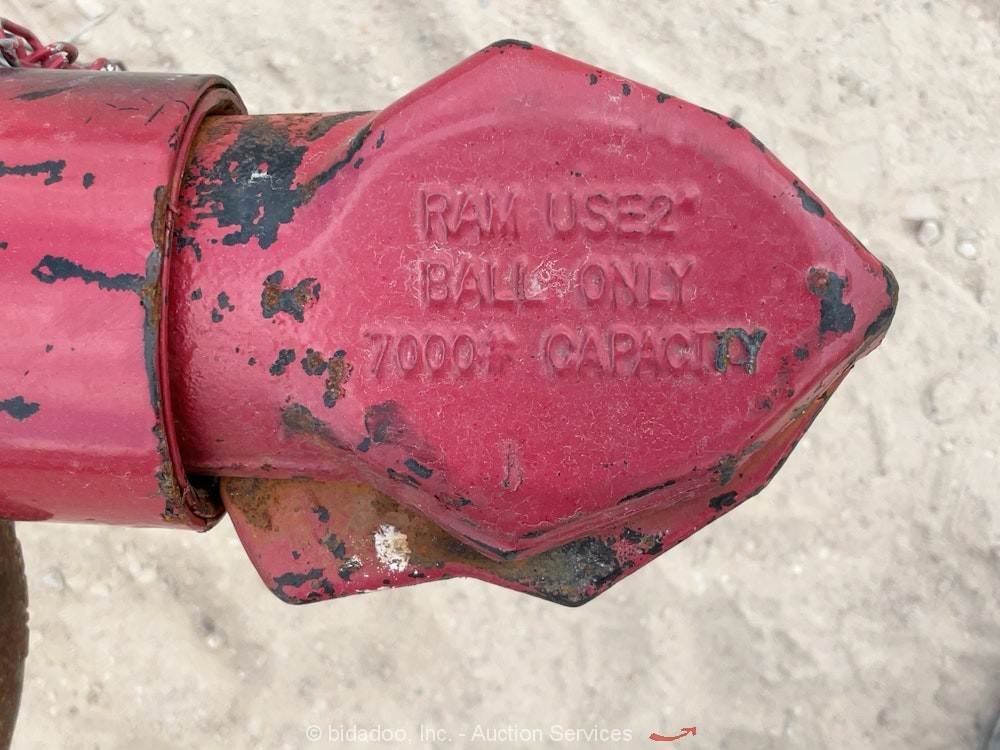 RAM USE 2"
BALL ONLY
7000# CAPACITY
© bidadoo, Inc. - Auction Services